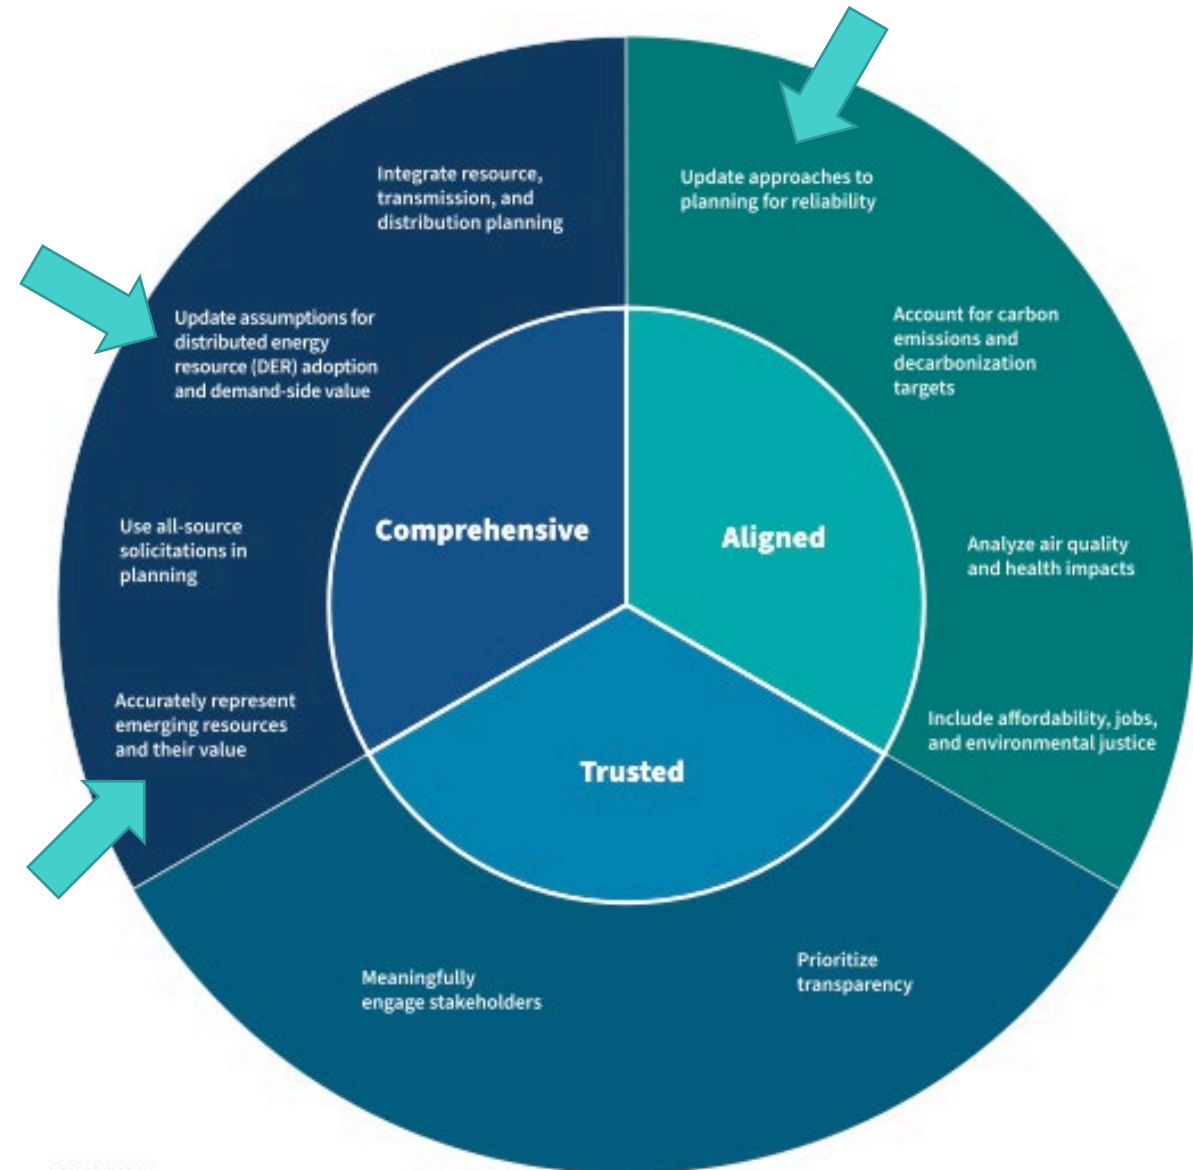 Integrate resource,
transmission, and
distribution planning
Update assumptions for
distributed energy
resource (DER) adoption
and demand-side value
Use all-source
solicitations in
planning
Accurately represent
emerging resources
and their value
Comprehensive
Update approaches to
planning for reliability
Account for carbon
emissions and
decarbonization
targets
Analyze air quality
and health impacts
Include affordability, jobs,
and environmental justice
Aligned
Trusted
Meaningfully
engage stakeholders
Prioritize
transparency